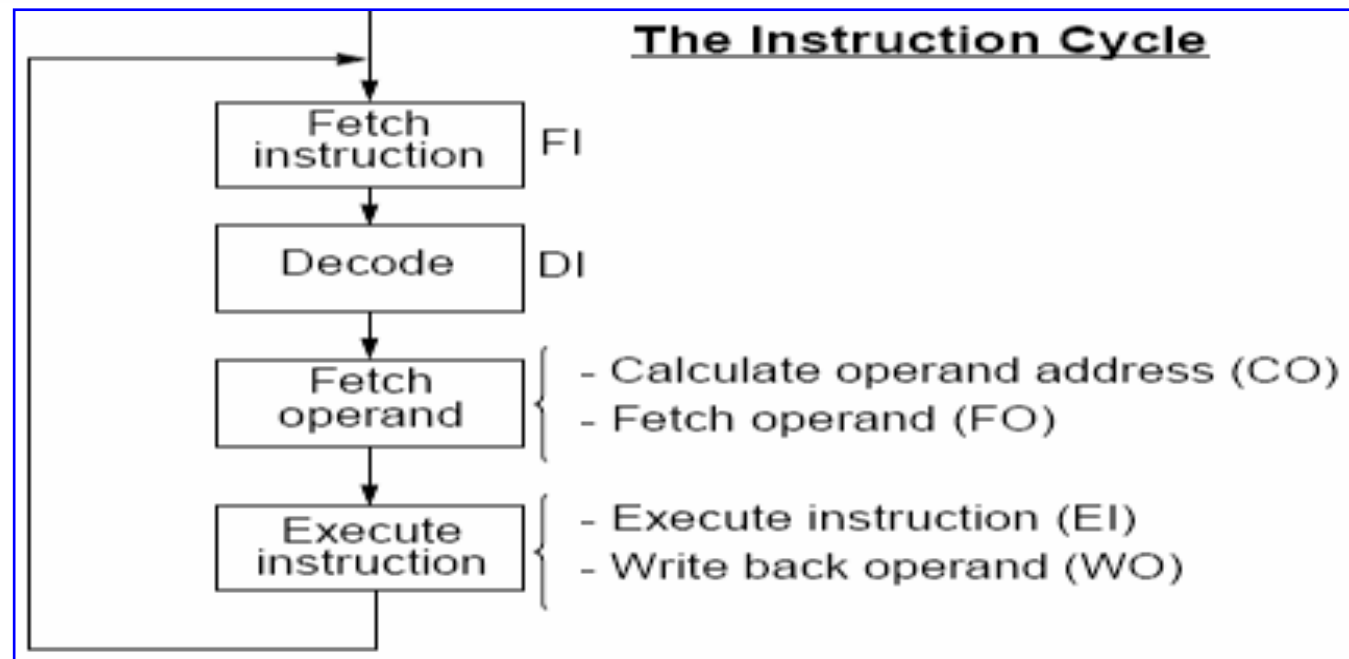 The Instruction Cycle
Fetch
instruction
FI
Decode
DI
Fetch
operand
- Calculate operand address (CO)
- Fetch operand (FO)
Execute
instruction
- Execute instruction (EI)
- Write back operand (WO)